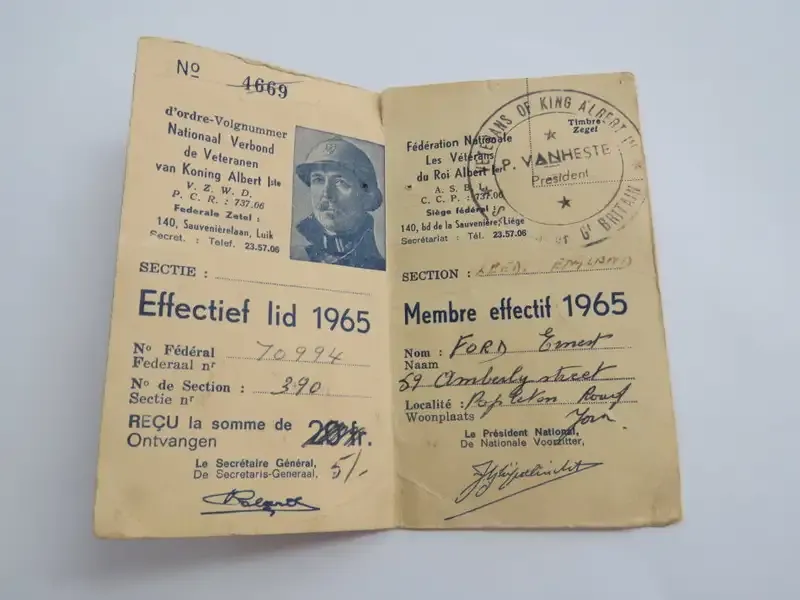 Nº 4669
d'ordre-Volgnummer
Nationaal Verbond
de Veteranen
van Koning Albert Iste
V. Z. W. D.
P. C. R. : 737.06
Federale Zetel :
140, Sauvenièrelaan, Luik
Secret. : Telef. 23.57.06
SECTIE :
Effectief lid 1965
Nº Fédéral 70994
Federaal nr
Nº de Section : 390
Sectie nr
REÇU la somme de 20 fr.
Ontvangen
Le Secrétaire Général, 5/-
De Secretaris-Generaal,
Fédération Nationale
Les Vétérans
du Roi Albert Ier
A. S. B. L.
C. C. P. : 737.06
Siège fédéral :
140, bd de la Sauvenière, Liège
Secrétariat : Tél. 23.57.06
Timbre-
Zegel
VETERANS OF KING ALBERT Ist
P. VANHESTE
President
Gt BRITAIN
SECTION :
Membre effectif 1965
Nom : FORD Ernest
Naam
59 Amberly street
Localité :
Woonplaats
Le Président National,
De Nationale Voorzitter,